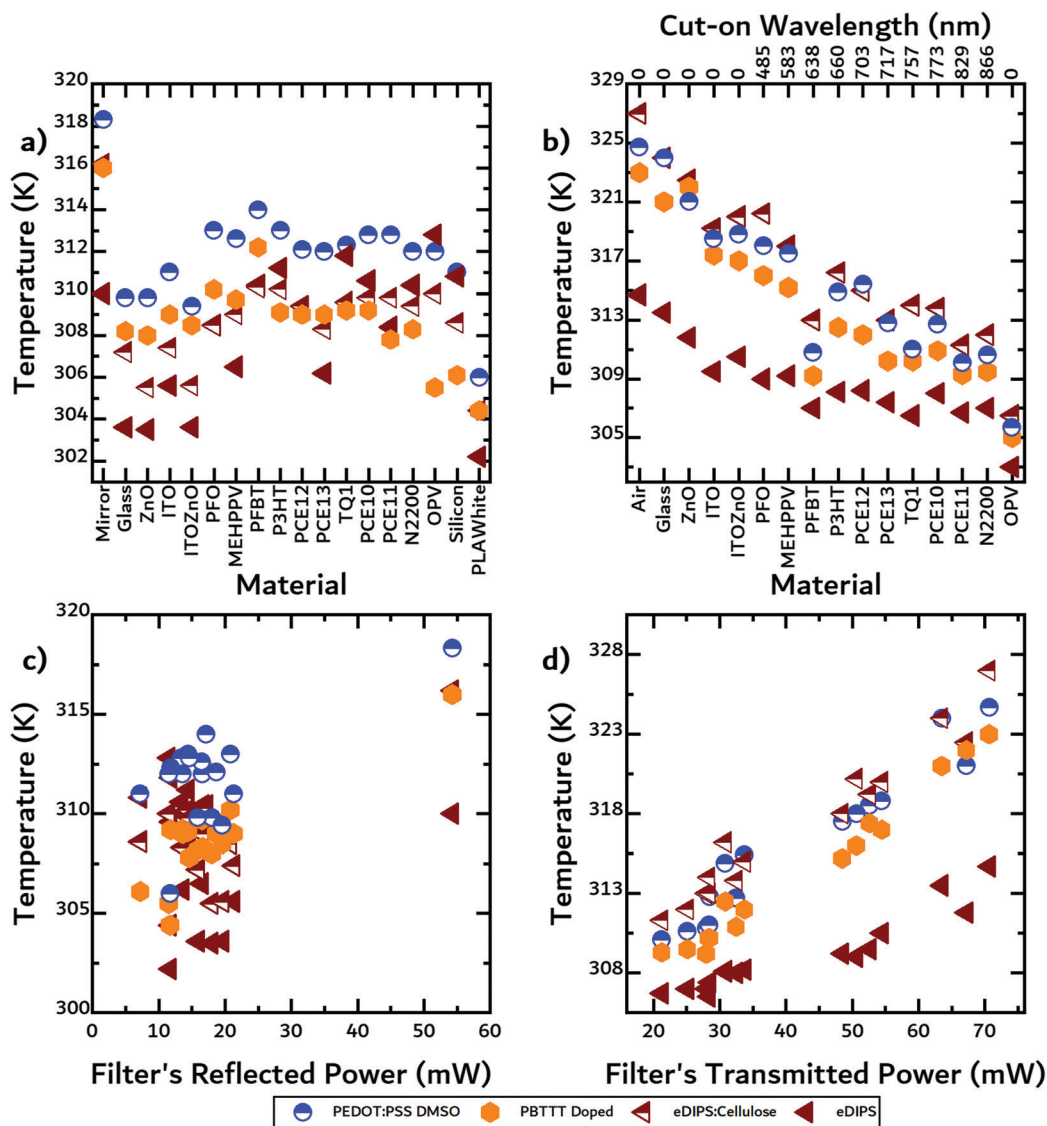 Cut-on Wavelength (nm)
0 0 0 0 0 485 583 638 660 703 717 757 773 829 866 0
a)
Temperature (K)
320
318
316
314
312
310
308
306
304
302
Mirror Glass ZnO ITO ITOZnO PFO MEHPPV PFBT P3HT PCE12 PCE13 TQ1 PCE10 PCE11 N2200 OPV Silicon PLAWhite
Material
b)
Temperature (K)
329
325
321
317
313
309
305
Air Glass ZnO ITO ITOZnO PFO MEHPPV PFBT P3HT PCE12 PCE13 TQ1 PCE10 PCE11 N2200 OPV
Material
c)
Temperature (K)
320
315
310
305
300
0 10 20 30 40 50 60
Filter's Reflected Power (mW)
d)
Temperature (K)
328
323
318
313
308
20 30 40 50 60 70
Filter's Transmitted Power (mW)
PEDOT:PSS DMSO PBTTT Doped eDIPS:Cellulose eDIPS